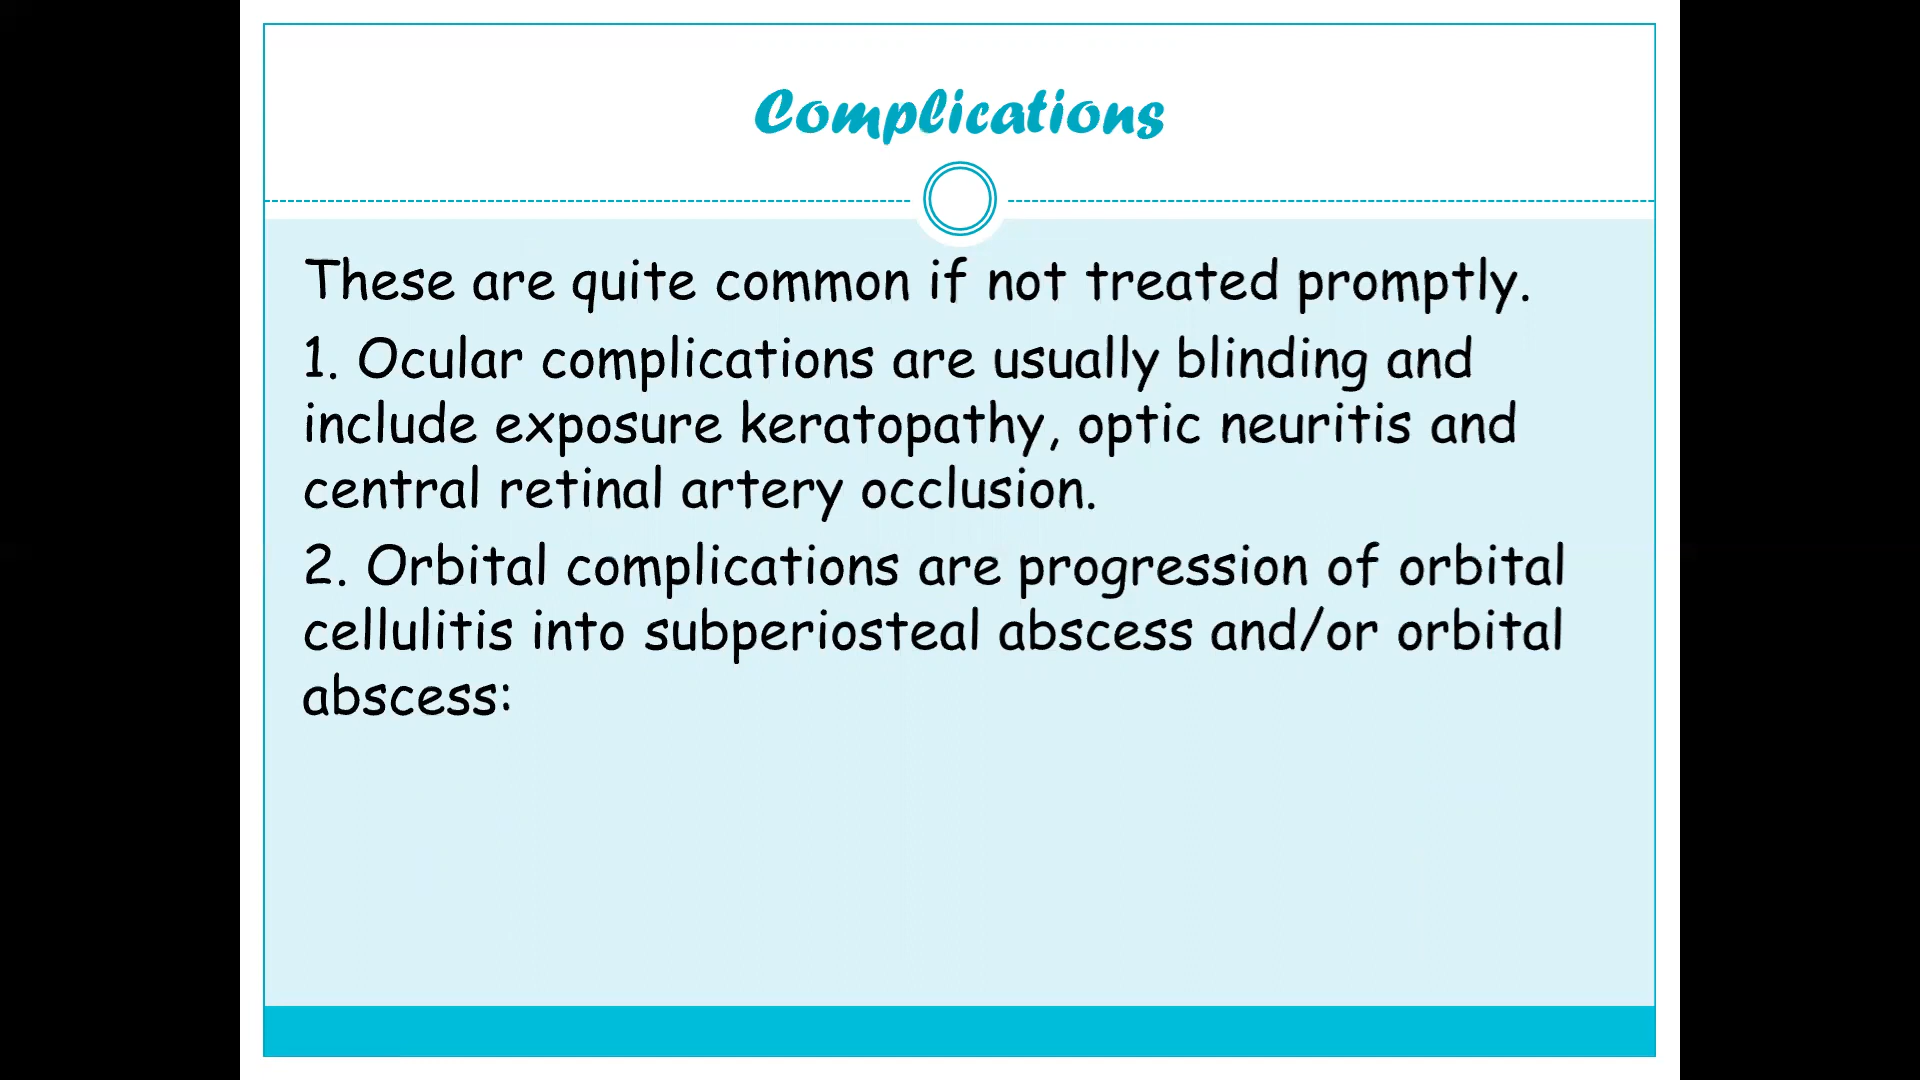 Complications
These are quite common if not treated promptly.
1. Ocular complications are usually blinding and
include exposure keratopathy, optic neuritis and
central retinal artery occlusion.
2. Orbital complications are progression of orbital
cellulitis into subperiosteal abscess and/or orbital
abscess: